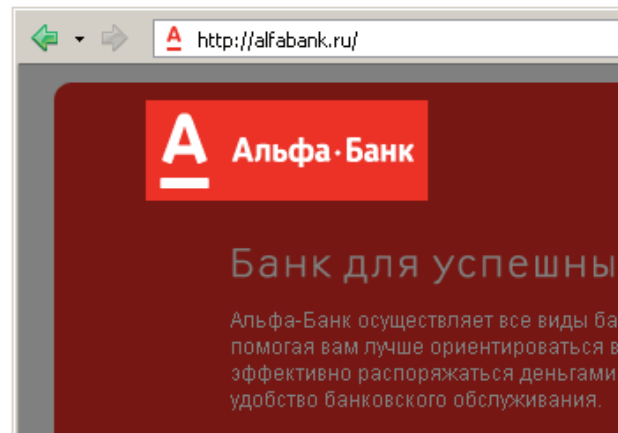 http://alfabank.ru/
А Альфа·Банк
Банк для успешны
Альфа-Банк осуществляет все виды ба
помогая вам лучше ориентироваться в
эффективно распоряжаться деньгами
удобство банковского обслуживания.